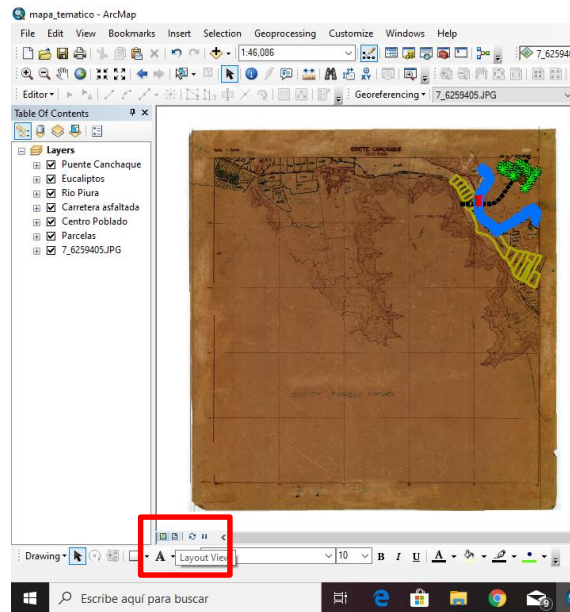 mapa_tematico - ArcMap
File Edit View Bookmarks Insert Selection Geoprocessing Customize Windows Help
1:46,086
7_62594
Editor
Georeferencing
7_6259405.JPG
Table Of Contents
Layers
Puente Canchaque
Eucaliptos
Rio Piura
Carretera asfaltada
Centro Poblado
Parcelas
7_6259405.JPG
CANCHAQUE
Layout View
Drawing
A
10
B I U A
Escribe aquí para buscar